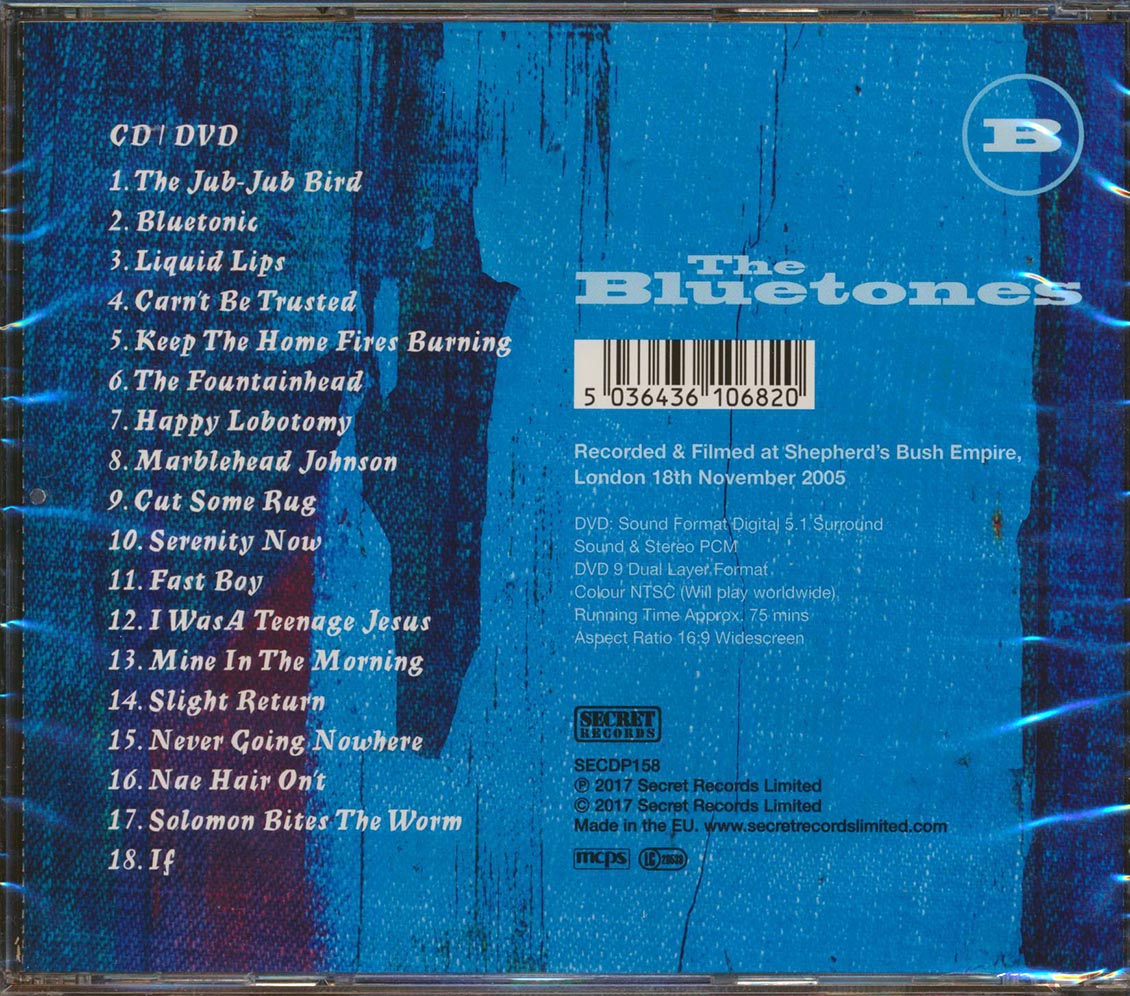 CD | DVD
1. The Jub-Jub Bird
2. Bluetonic
3. Liquid Lips
4. Carn't Be Trusted
5. Keep The Home Fires Burning
6. The Fountainhead
7. Happy Lobotomy
8. Marblehead Johnson
9. Cut Some Rug
10. Serenity Now
11. Fast Boy
12. I Was A Teenage Jesus
13. Mine In The Morning
14. Slight Return
15. Never Going Nowhere
16. Nae Hair On't
17. Solomon Bites The Worm
18. If
B
The
Bluetones
5 036436 106820
Recorded & Filmed at Shepherd's Bush Empire,
London 18th November 2005
DVD: Sound Format Digital 5.1 Surround
Sound & Stereo PCM
DVD 9 Dual Layer Format
Colour NTSC (Will play worldwide)
Running Time Approx. 75 mins
Aspect Ratio 16:9 Widescreen
SECRET
RECORDS
SECDP158
℗ 2017 Secret Records Limited
© 2017 Secret Records Limited
Made in the EU. www.secretrecordslimited.com
mcps LC